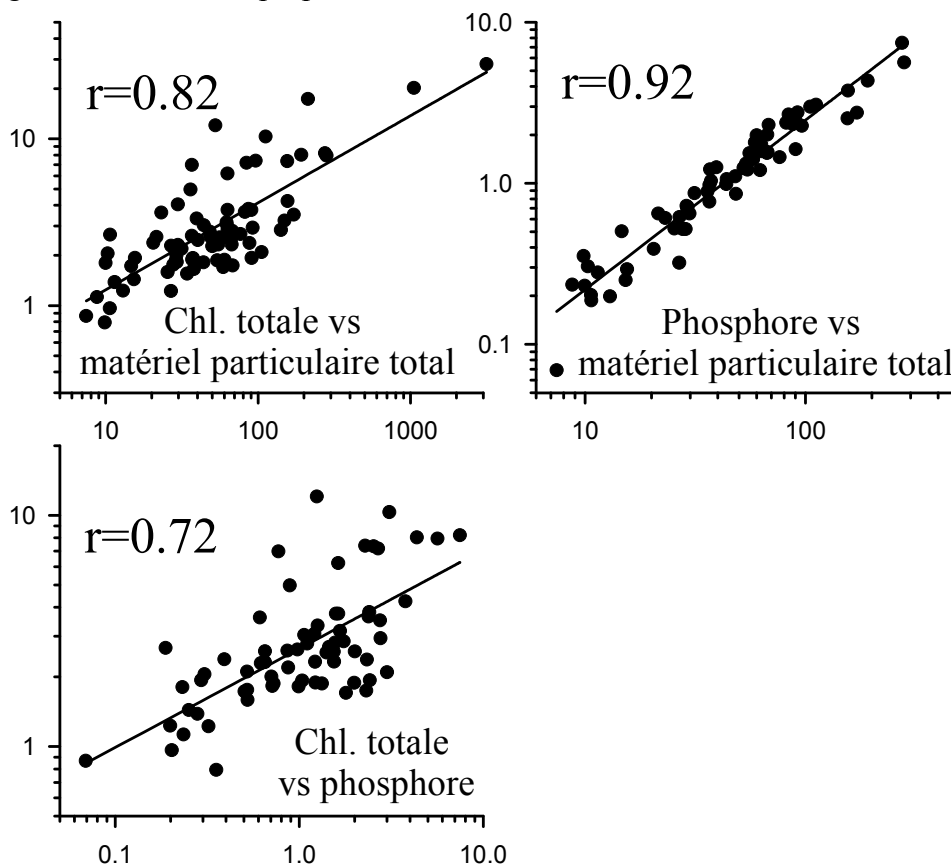 r=0.82
10
1
Chl. totale vs
matériel particulaire total
10
100
1000
10.0
r=0.92
1.0
0.1
Phosphore vs
matériel particulaire total
10
100
10
r=0.72
1
Chl. totale
vs phosphore
0.1
1.0
10.0